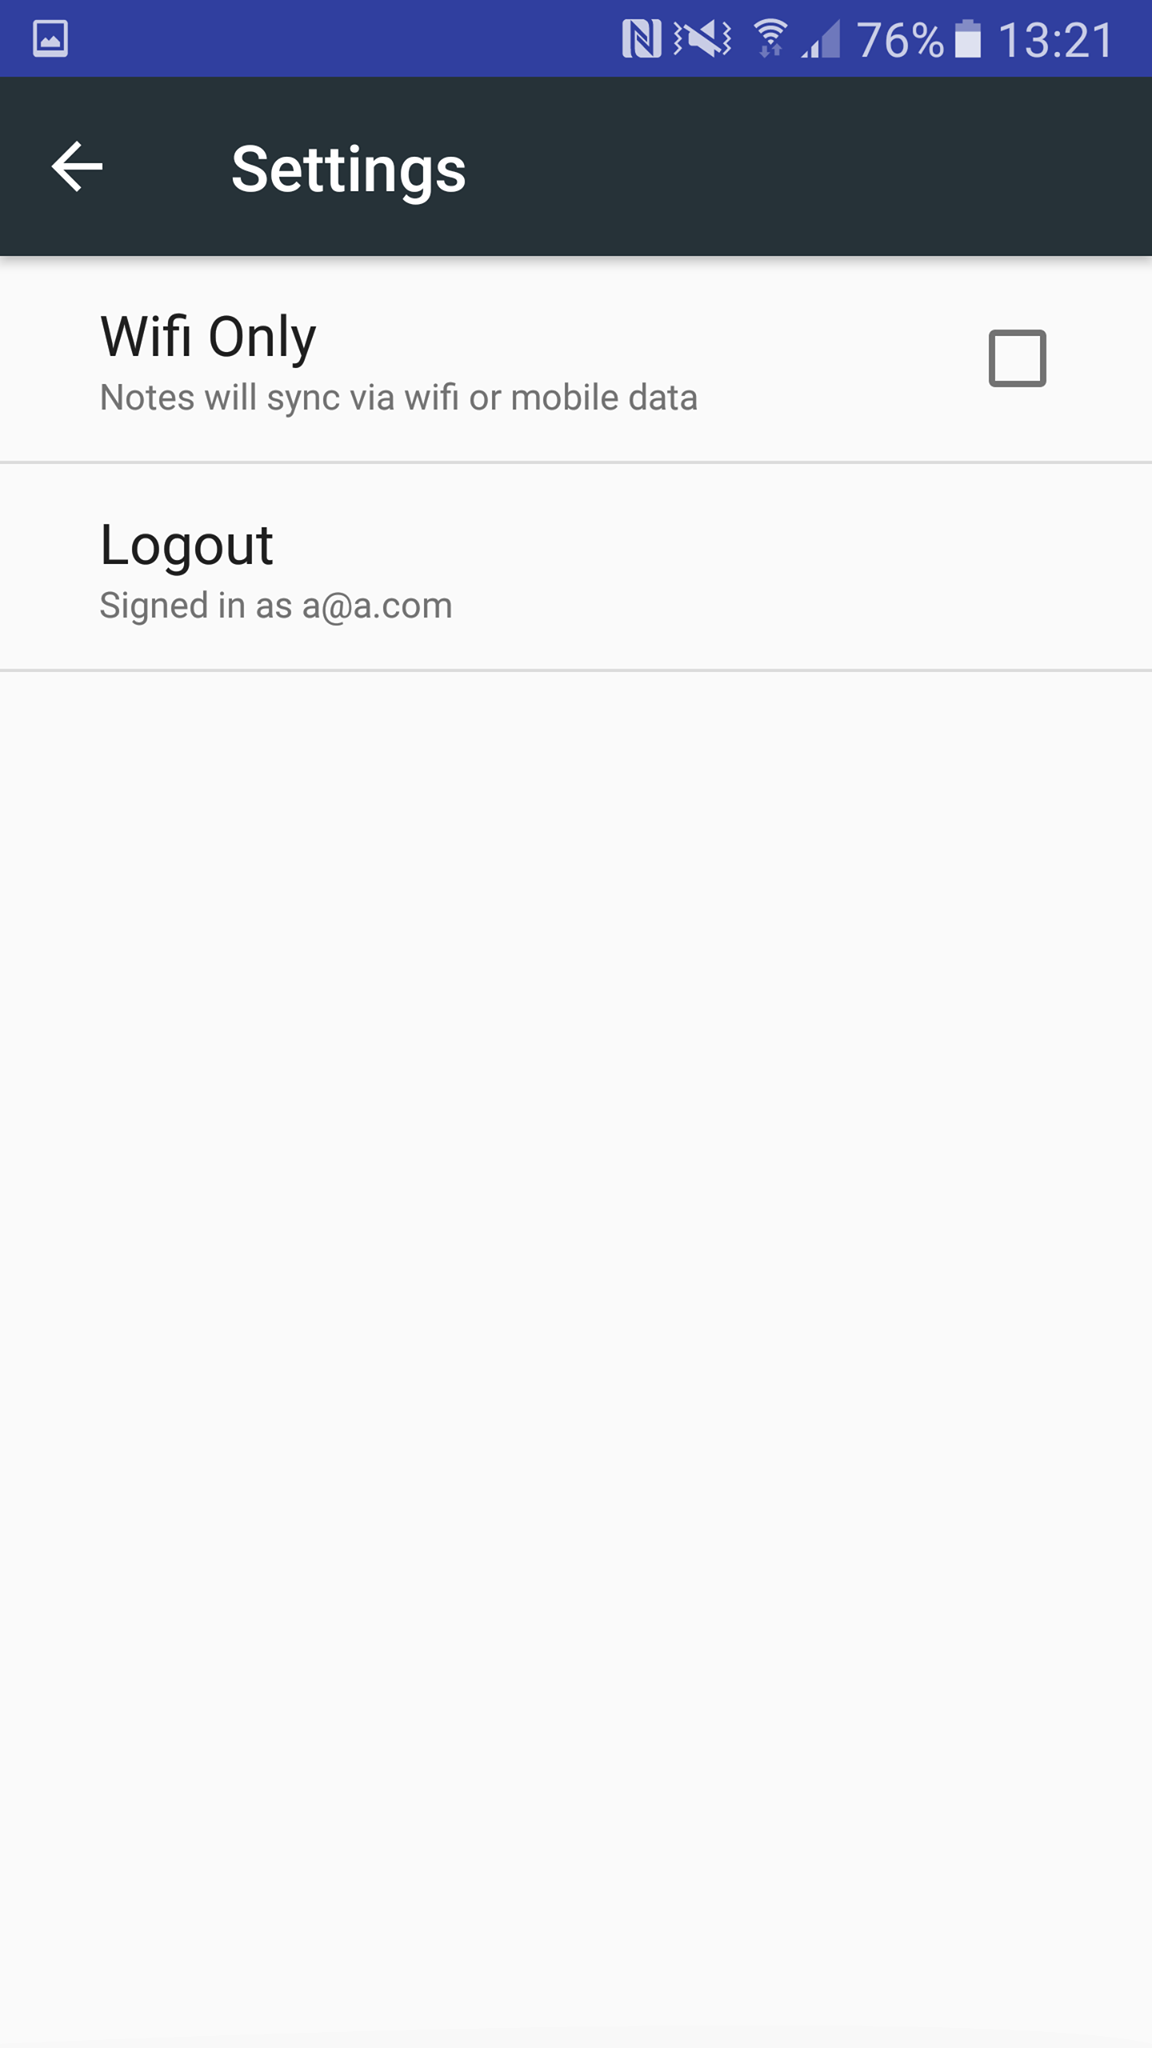 76% 13:21
Settings
Wifi Only
Notes will sync via wifi or mobile data
Logout
Signed in as a@a.com